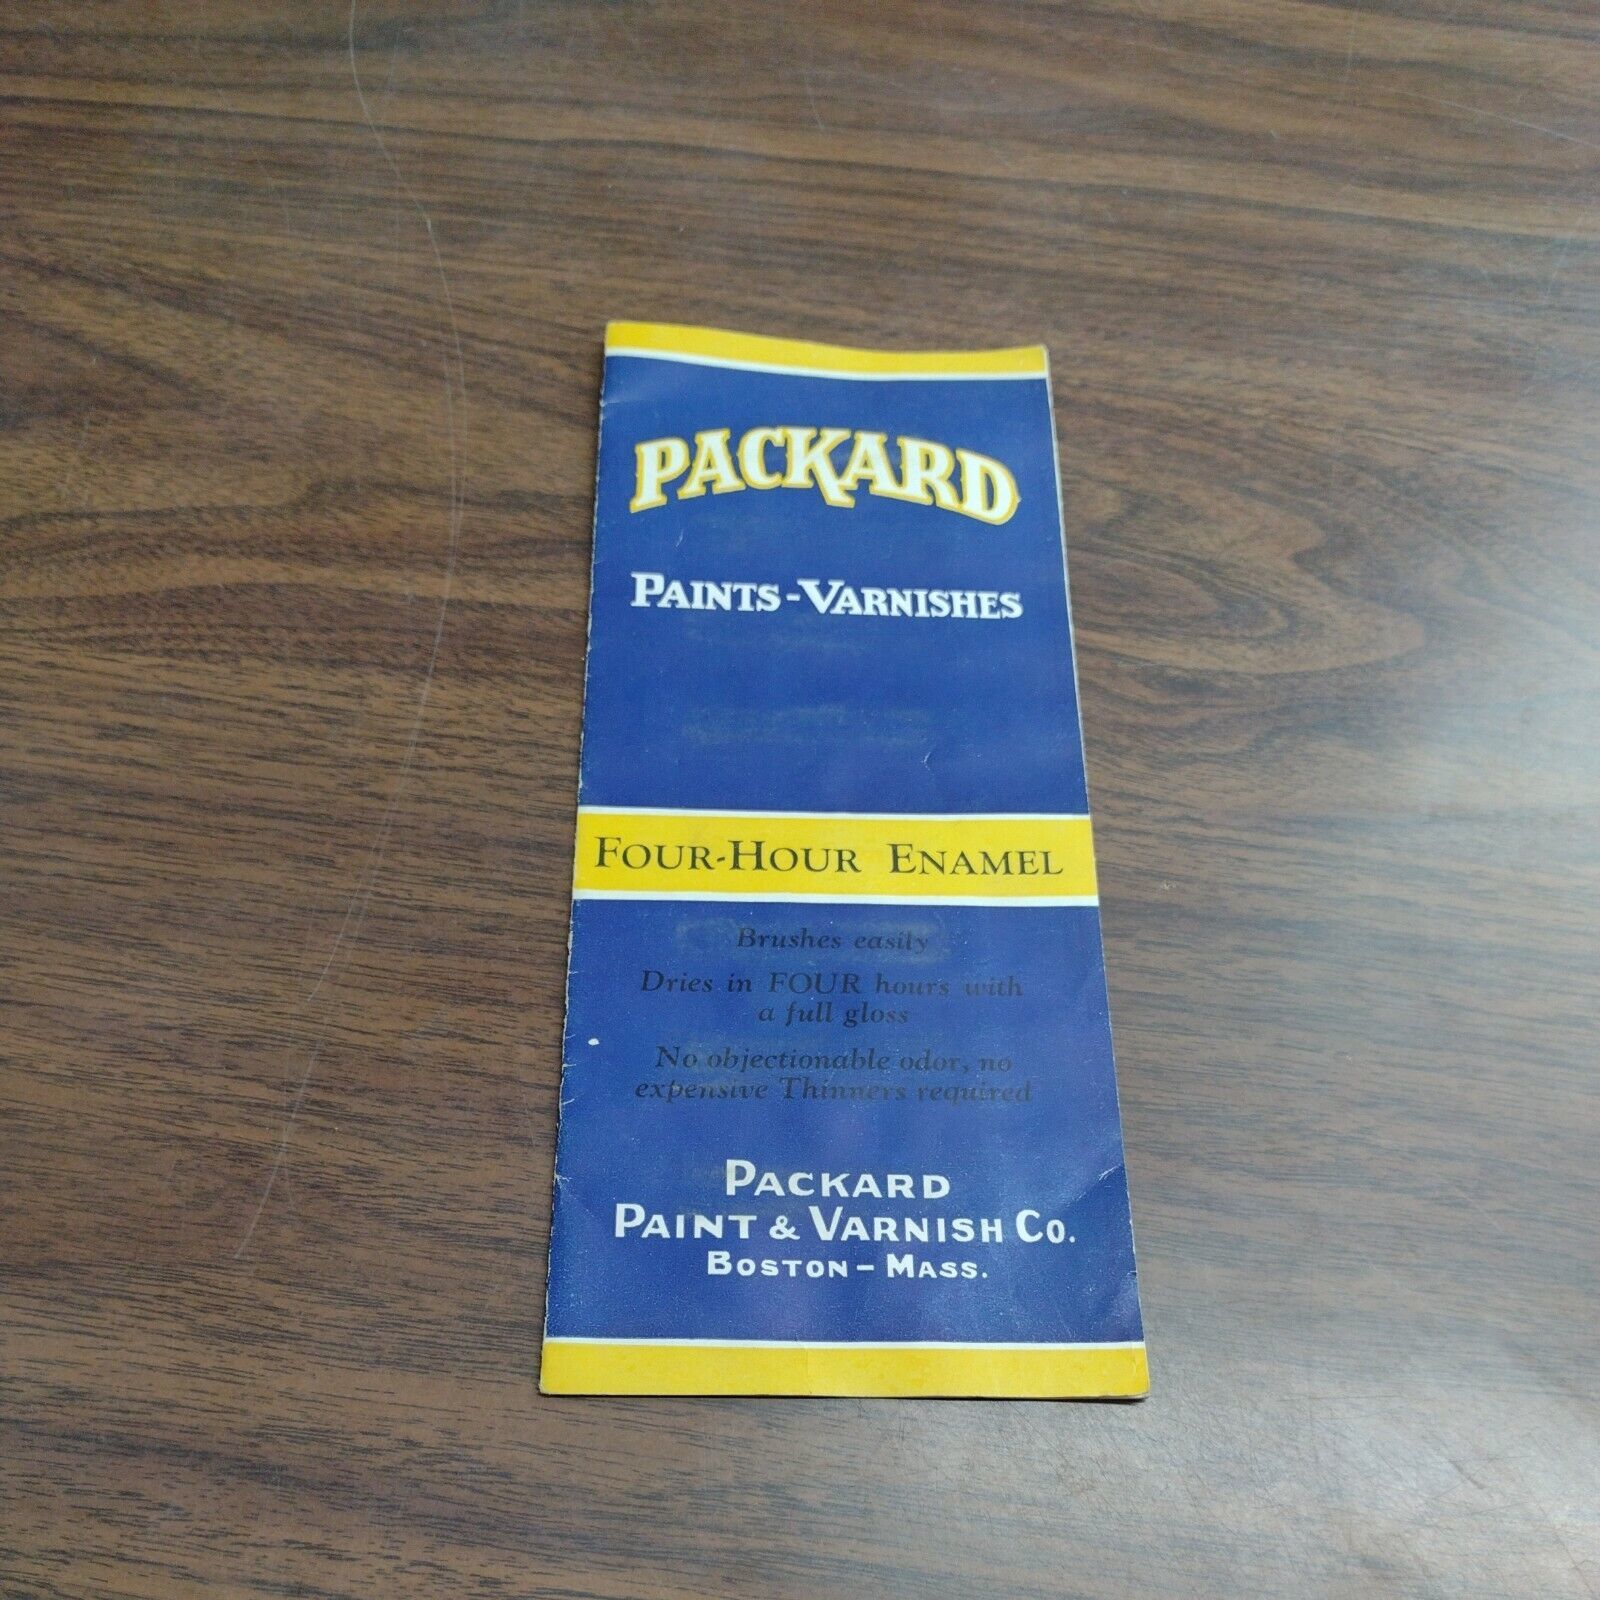 PACKARD
PAINTS-VARNISHES
FOUR-HOUR ENAMEL
Brushes easily
Dries in FOUR hours with
a full gloss
No objectionable odor, no
expensive Thinners required
PACKARD
PAINT & VARNISH CO.
BOSTON - MASS.